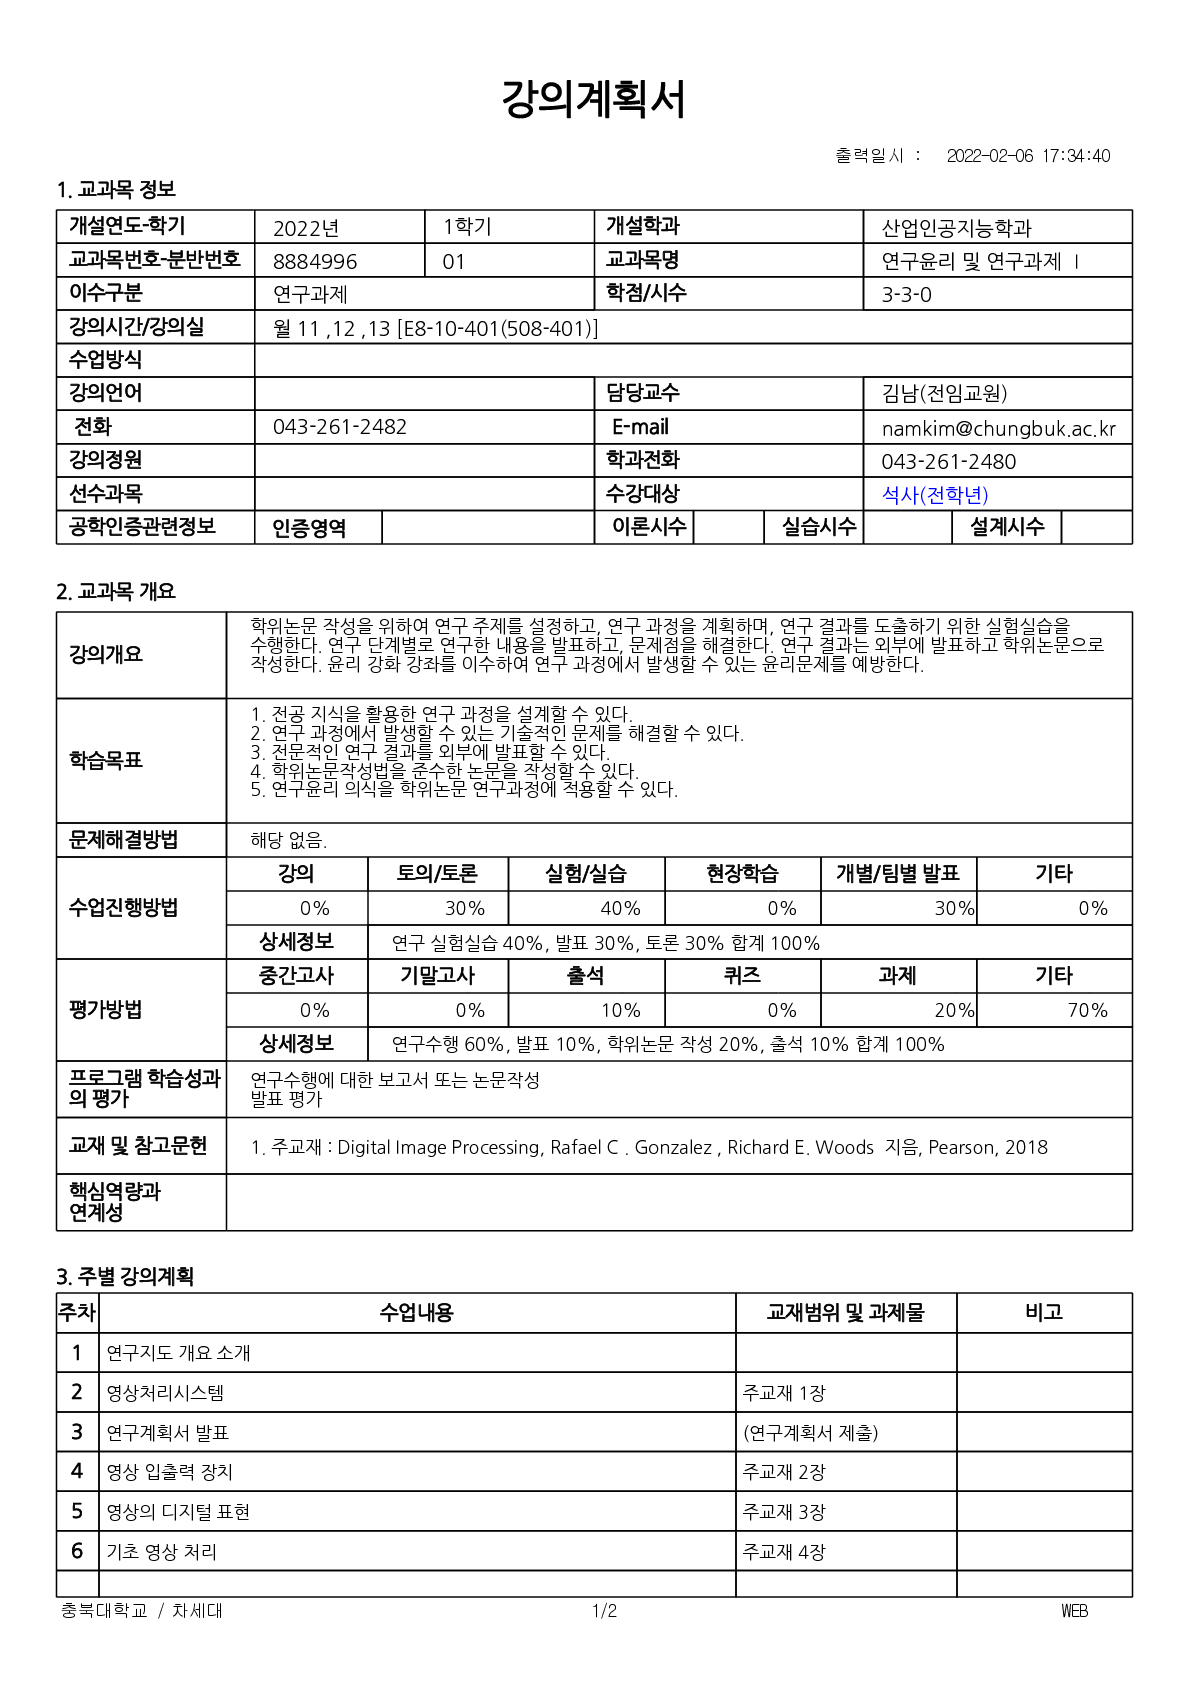 강의계획서
출력일시 : 2022-02-06 17:34:40
1. 교과목 정보
개설연도-학기 2022년 1학기 개설학과 산업인공지능학과
교과목번호-분반번호 8884996 01 교과목명 연구윤리 및 연구과제 Ⅰ
이수구분 연구과제 학점/시수 3-3-0
강의시간/강의실 월 11 ,12 ,13 [E8-10-401(508-401)]
수업방식
강의언어 담당교수 김남(전임교원)
전화 043-261-2482 E-mail namkim@chungbuk.ac.kr
강의정원 학과전화 043-261-2480
선수과목 수강대상 석사(전학년)
공학인증관련정보 인증영역 이론시수 실습시수 설계시수
2. 교과목 개요
강의개요
학위논문 작성을 위하여 연구 주제를 설정하고, 연구 과정을 계획하며, 연구 결과를 도출하기 위한 실험실습을
수행한다. 연구 단계별로 연구한 내용을 발표하고, 문제점을 해결한다. 연구 결과는 외부에 발표하고 학위논문으로
작성한다. 윤리 강화 강좌를 이수하여 연구 과정에서 발생할 수 있는 윤리문제를 예방한다.
학습목표
1. 전공 지식을 활용한 연구 과정을 설계할 수 있다.
2. 연구 과정에서 발생할 수 있는 기술적인 문제를 해결할 수 있다.
3. 전문적인 연구 결과를 외부에 발표할 수 있다.
4. 학위논문작성법을 준수한 논문을 작성할 수 있다.
5. 연구윤리 의식을 학위논문 연구과정에 적용할 수 있다.
문제해결방법 해당 없음.
수업진행방법
강의 토의/토론 실험/실습 현장학습 개별/팀별 발표 기타
0% 30% 40% 0% 30% 0%
상세정보 연구 실험실습 40%, 발표 30%, 토론 30% 합계 100%
평가방법
중간고사 기말고사 출석 퀴즈 과제 기타
0% 0% 10% 0% 20% 70%
상세정보 연구수행 60%, 발표 10%, 학위논문 작성 20%, 출석 10% 합계 100%
프로그램 학습성과
의 평가
연구수행에 대한 보고서 또는 논문작성
발표 평가
교재 및 참고문헌 1. 주교재 : Digital Image Processing, Rafael C . Gonzalez , Richard E. Woods 지음, Pearson, 2018
핵심역량과
연계성
3. 주별 강의계획
주차 수업내용 교재범위 및 과제물 비고
1 연구지도 개요 소개
2 영상처리시스템 주교재 1장
3 연구계획서 발표 (연구계획서 제출)
4 영상 입출력 장치 주교재 2장
5 영상의 디지털 표현 주교재 3장
6 기초 영상 처리 주교재 4장
충북대학교 / 차세대 1/2 WEB